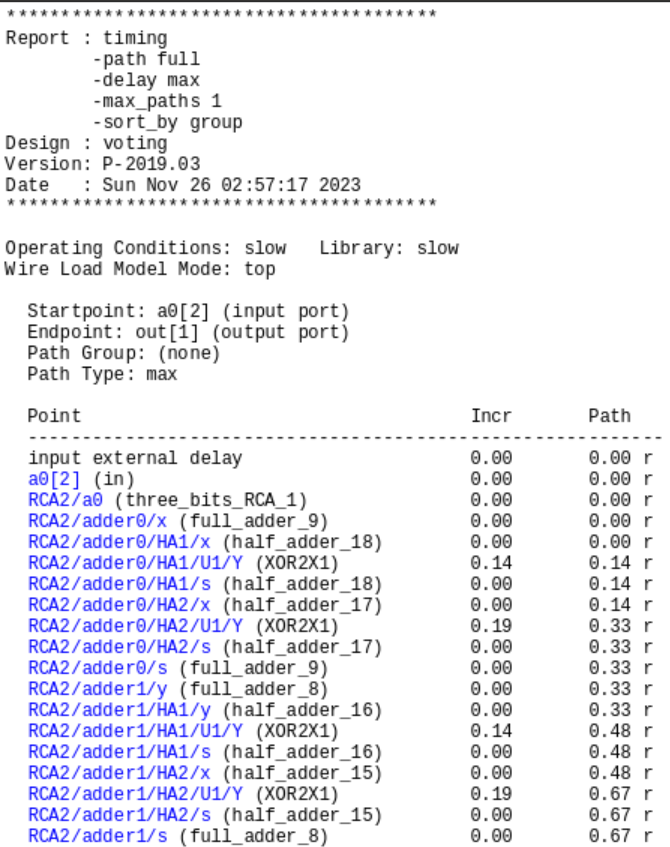 ****************************************
Report : timing
        -path full
        -delay max
        -max_paths 1
        -sort_by group
Design : voting
Version: P-2019.03
Date   : Sun Nov 26 02:57:17 2023
****************************************
Operating Conditions: slow   Library: slow
Wire Load Model Mode: top
  Startpoint: a0[2] (input port)
  Endpoint: out[1] (output port)
  Path Group: (none)
  Path Type: max
  Point                                    Incr       Path
  -----------------------------------------------------------
  input external delay                     0.00       0.00 r
  a0[2] (in)                               0.00       0.00 r
  RCA2/a0 (three_bits_RCA_1)               0.00       0.00 r
  RCA2/adder0/x (full_adder_9)             0.00       0.00 r
  RCA2/adder0/HA1/x (half_adder_18)        0.00       0.00 r
  RCA2/adder0/HA1/U1/Y (XOR2X1)            0.14       0.14 r
  RCA2/adder0/HA1/s (half_adder_18)        0.00       0.14 r
  RCA2/adder0/HA2/x (half_adder_17)        0.00       0.14 r
  RCA2/adder0/HA2/U1/Y (XOR2X1)            0.19       0.33 r
  RCA2/adder0/HA2/s (half_adder_17)        0.00       0.33 r
  RCA2/adder0/s (full_adder_9)             0.00       0.33 r
  RCA2/adder1/y (full_adder_8)             0.00       0.33 r
  RCA2/adder1/HA1/y (half_adder_16)        0.00       0.33 r
  RCA2/adder1/HA1/U1/Y (XOR2X1)            0.14       0.48 r
  RCA2/adder1/HA1/s (half_adder_16)        0.00       0.48 r
  RCA2/adder1/HA2/x (half_adder_15)        0.00       0.48 r
  RCA2/adder1/HA2/U1/Y (XOR2X1)            0.19       0.67 r
  RCA2/adder1/HA2/s (half_adder_15)        0.00       0.67 r
  RCA2/adder1/s (full_adder_8)             0.00       0.67 r